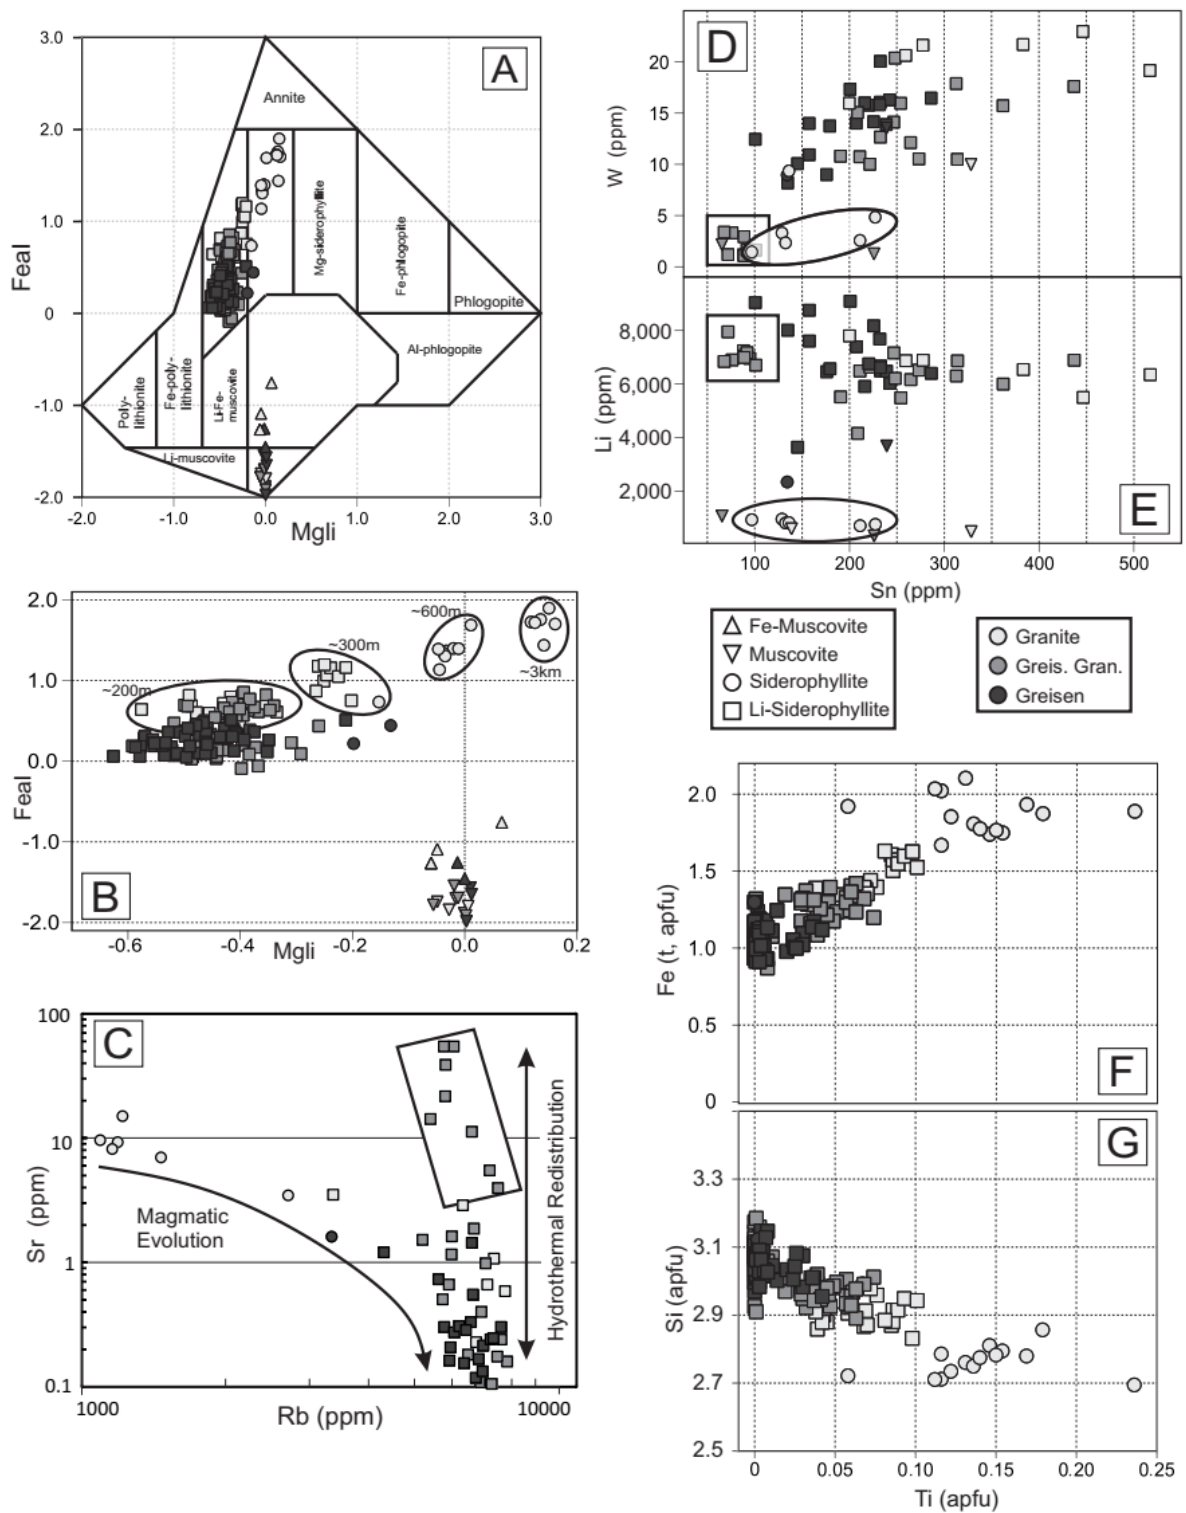 A
3.0
2.0
1.0
0
-1.0
-2.0
Feal
Annite
Mg-siderophyllite
Fe-phlogopite
Phlogopite
Al-phlogopite
Poly-
lithionite
Fe-poly-
lithionite
Li-Fe-
muscovite
Li-muscovite
-2.0 -1.0 0.0 1.0 2.0 3.0
Mgli
B
2.0
1.0
0.0
-1.0
-2.0
Feal
~200m
~300m
~600m
~3km
-0.6 -0.4 -0.2 0.0 0.2
Mgli
C
100
10
1
0.1
Sr (ppm)
Magmatic
Evolution
Hydrothermal Redistribution
1000 10000
Rb (ppm)
D
20
15
10
5
0
W (ppm)
E
8,000
6,000
4,000
2,000
Li (ppm)
100 200 300 400 500
Sn (ppm)
Fe-Muscovite
Muscovite
Siderophyllite
Li-Siderophyllite
Granite
Greis. Gran.
Greisen
2.0
1.5
1.0
0.5
0
Fe (t, apfu)
F
G
3.3
3.1
2.9
2.7
2.5
Si (apfu)
0 0.05 0.10 0.15 0.20 0.25
Ti (apfu)